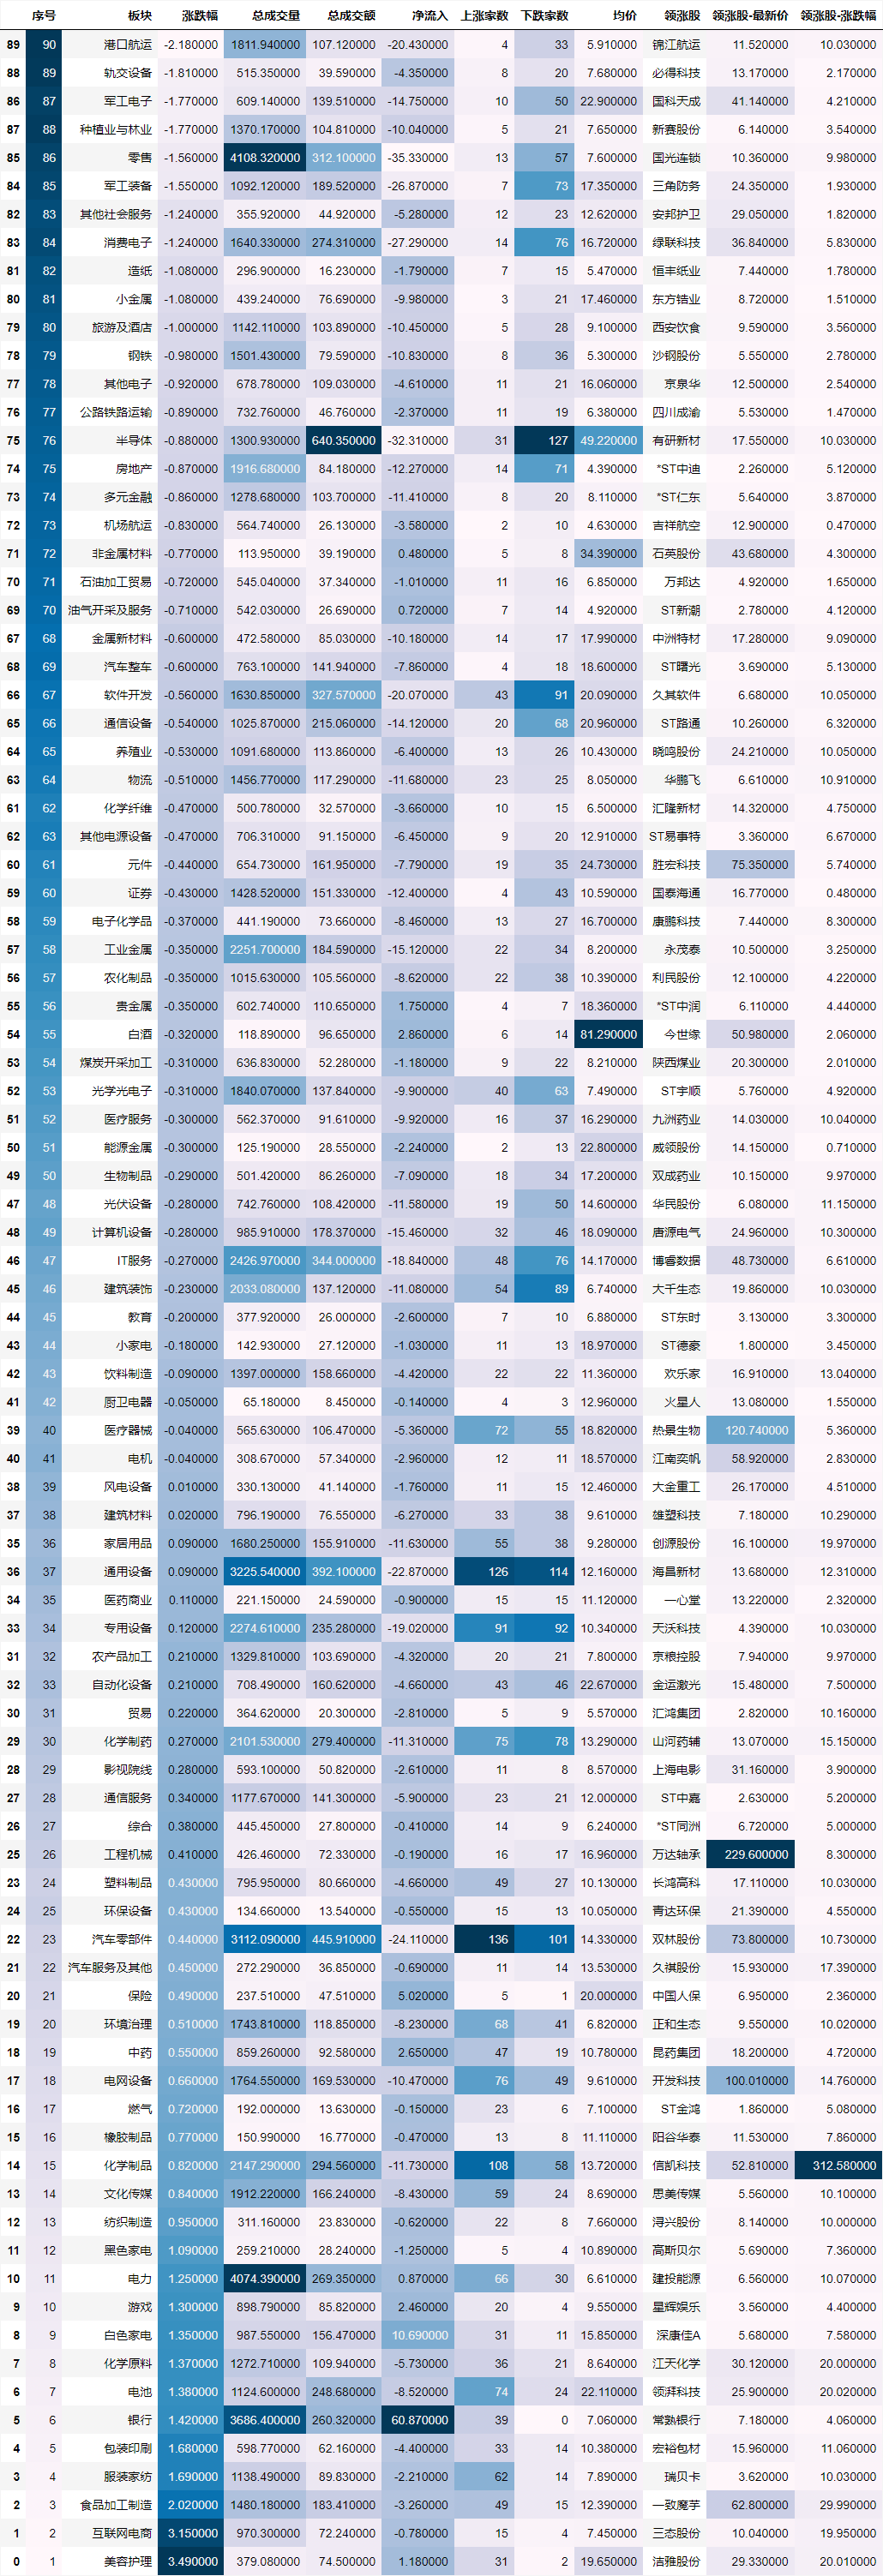 序号 板块 涨跌幅 总成交量 总成交额 净流入 上涨家数 下跌家数 均价 领涨股 领涨股-最新价 领涨股-涨跌幅
89 90 港口航运 -2.180000 1811.940000 107.120000 -20.430000 4 33 5.910000 锦江航运 11.520000 10.030000
88 89 轨交设备 -1.810000 515.350000 39.590000 -4.350000 8 20 7.680000 必得科技 13.170000 2.170000
86 87 军工电子 -1.770000 609.140000 139.510000 -14.750000 10 50 22.900000 国科天成 41.140000 4.210000
87 88 种植业与林业 -1.770000 1370.170000 104.810000 -10.040000 5 21 7.650000 新赛股份 6.140000 3.540000
85 86 零售 -1.560000 4108.320000 312.100000 -35.330000 13 57 7.600000 国光连锁 10.360000 9.980000
84 85 军工装备 -1.550000 1092.120000 189.520000 -26.870000 7 73 17.350000 三角防务 24.350000 1.930000
82 83 其他社会服务 -1.240000 355.920000 44.920000 -5.280000 12 23 12.620000 安邦护卫 29.050000 1.820000
83 84 消费电子 -1.240000 1640.330000 274.310000 -27.290000 14 76 16.720000 绿联科技 36.840000 5.830000
81 82 造纸 -1.080000 296.900000 16.230000 -1.790000 7 15 5.470000 恒丰纸业 7.440000 1.780000
80 81 小金属 -1.080000 439.240000 76.690000 -9.980000 3 21 17.460000 东方锆业 8.720000 1.510000
79 80 旅游及酒店 -1.000000 1142.110000 103.890000 -10.450000 5 28 9.100000 西安饮食 9.590000 3.560000
78 79 钢铁 -0.980000 1501.430000 79.590000 -10.830000 8 36 5.300000 沙钢股份 5.550000 2.780000
77 78 其他电子 -0.920000 678.780000 109.030000 -4.610000 11 21 16.060000 京泉华 12.500000 2.540000
76 77 公路铁路运输 -0.890000 732.760000 46.760000 -2.370000 11 19 6.380000 四川成渝 5.530000 1.470000
75 76 半导体 -0.880000 1300.930000 640.350000 -32.310000 31 127 49.220000 有研新材 17.550000 10.030000
74 75 房地产 -0.870000 1916.680000 84.180000 -12.270000 14 71 4.390000 *ST中迪 2.260000 5.120000
73 74 多元金融 -0.860000 1278.680000 103.700000 -11.410000 8 20 8.110000 *ST仁东 5.640000 3.870000
72 73 机场航运 -0.830000 564.740000 26.130000 -3.580000 2 10 4.630000 吉祥航空 12.900000 0.470000
71 72 非金属材料 -0.770000 113.950000 39.190000 0.480000 5 8 34.390000 石英股份 43.680000 4.300000
70 71 石油加工贸易 -0.720000 545.040000 37.340000 -1.010000 11 16 6.850000 万邦达 4.920000 1.650000
69 70 油气开采及服务 -0.710000 542.030000 26.690000 0.720000 7 14 4.920000 ST新潮 2.780000 4.120000
67 68 金属新材料 -0.600000 472.580000 85.030000 -10.180000 14 17 17.990000 中洲特材 17.280000 9.090000
68 69 汽车整车 -0.600000 763.100000 141.940000 -7.860000 4 18 18.600000 ST曙光 3.690000 5.130000
66 67 软件开发 -0.560000 1630.850000 327.570000 -20.070000 43 91 20.090000 久其软件 6.680000 10.050000
65 66 通信设备 -0.540000 1025.870000 215.060000 -14.120000 20 68 20.960000 ST路通 10.260000 6.320000
64 65 养殖业 -0.530000 1091.680000 113.860000 -6.400000 13 26 10.430000 晓鸣股份 24.210000 10.050000
63 64 物流 -0.510000 1456.770000 117.290000 -11.680000 23 25 8.050000 华鹏飞 6.610000 10.910000
61 62 化学纤维 -0.470000 500.780000 32.570000 -3.660000 10 15 6.500000 汇隆新材 14.320000 4.750000
62 63 其他电源设备 -0.470000 706.310000 91.150000 -6.450000 9 20 12.910000 ST易事特 3.360000 6.670000
60 61 元件 -0.440000 654.730000 161.950000 -7.790000 19 35 24.730000 胜宏科技 75.350000 5.740000
59 60 证券 -0.430000 1428.520000 151.330000 -12.400000 4 43 10.590000 国泰海通 16.770000 0.480000
58 59 电子化学品 -0.370000 441.190000 73.660000 -8.460000 13 27 16.700000 康鹏科技 7.440000 8.300000
57 58 工业金属 -0.350000 2251.700000 184.590000 -15.120000 22 34 8.200000 永茂泰 10.500000 3.250000
56 57 农化制品 -0.350000 1015.630000 105.560000 -8.620000 22 38 10.390000 利民股份 12.100000 4.220000
55 56 贵金属 -0.350000 602.740000 110.650000 1.750000 4 7 18.360000 *ST中润 6.110000 4.440000
54 55 白酒 -0.320000 118.890000 96.650000 2.860000 6 14 81.290000 今世缘 50.980000 2.060000
53 54 煤炭开采加工 -0.310000 636.830000 52.280000 -1.180000 9 22 8.210000 陕西煤业 20.300000 2.010000
52 53 光学光电子 -0.310000 1840.070000 137.840000 -9.900000 40 63 7.490000 ST宇顺 5.760000 4.920000
51 52 医疗服务 -0.300000 562.370000 91.610000 -9.920000 16 37 16.290000 九洲药业 14.030000 10.040000
50 51 能源金属 -0.300000 125.190000 28.550000 -2.240000 2 13 22.800000 威领股份 14.150000 0.710000
49 50 生物制品 -0.290000 501.420000 86.260000 -7.090000 18 34 17.200000 双成药业 10.150000 9.970000
47 48 光伏设备 -0.280000 742.760000 108.420000 -11.580000 19 50 14.600000 华民股份 6.080000 11.150000
48 49 计算机设备 -0.280000 985.910000 178.370000 -15.460000 32 46 18.090000 唐源电气 24.960000 10.300000
46 47 IT服务 -0.270000 2426.970000 344.000000 -18.840000 48 76 14.170000 博睿数据 48.730000 6.610000
45 46 建筑装饰 -0.230000 2033.080000 137.120000 -11.080000 54 89 6.740000 大千生态 19.860000 10.030000
44 45 教育 -0.200000 377.920000 26.000000 -2.600000 7 10 6.880000 ST东时 3.130000 3.300000
43 44 小家电 -0.180000 142.930000 27.120000 -1.030000 11 13 18.970000 ST德豪 1.800000 3.450000
42 43 饮料制造 -0.090000 1397.000000 158.660000 -4.420000 22 22 11.360000 欢乐家 16.910000 13.040000
41 42 厨卫电器 -0.050000 65.180000 8.450000 -0.140000 4 3 12.960000 火星人 13.080000 1.550000
39 40 医疗器械 -0.040000 565.630000 106.470000 -5.360000 72 55 18.820000 热景生物 120.740000 5.360000
40 41 电机 -0.040000 308.670000 57.340000 -2.960000 12 11 18.570000 江南奕帆 58.920000 2.830000
38 39 风电设备 0.010000 330.130000 41.140000 -1.760000 11 15 12.460000 大金重工 26.170000 4.510000
37 38 建筑材料 0.020000 796.190000 76.550000 -6.270000 33 38 9.610000 雄塑科技 7.180000 10.290000
35 36 家居用品 0.090000 1680.250000 155.910000 -11.630000 55 38 9.280000 创源股份 16.100000 19.970000
36 37 通用设备 0.090000 3225.540000 392.100000 -22.870000 126 114 12.160000 海昌新材 13.680000 12.310000
34 35 医药商业 0.110000 221.150000 24.590000 -0.900000 15 15 11.120000 一心堂 13.220000 2.320000
33 34 专用设备 0.120000 2274.610000 235.280000 -19.020000 91 92 10.340000 天沃科技 4.390000 10.030000
31 32 农产品加工 0.210000 1329.810000 103.690000 -4.320000 20 21 7.800000 京粮控股 7.940000 9.970000
32 33 自动化设备 0.210000 708.490000 160.620000 -4.660000 43 46 22.670000 金运激光 15.480000 7.500000
30 31 贸易 0.220000 364.620000 20.300000 -2.810000 5 9 5.570000 汇鸿集团 2.820000 10.160000
29 30 化学制药 0.270000 2101.530000 279.400000 -11.310000 75 78 13.290000 山河药辅 13.070000 15.150000
28 29 影视院线 0.280000 593.100000 50.820000 -2.610000 11 8 8.570000 上海电影 31.160000 3.900000
27 28 通信服务 0.340000 1177.670000 141.300000 -5.900000 23 21 12.000000 ST中嘉 2.630000 5.200000
26 27 综合 0.380000 445.450000 27.800000 -0.410000 14 9 6.240000 *ST同洲 6.720000 5.000000
25 26 工程机械 0.410000 426.460000 72.330000 -0.190000 16 17 16.960000 万达轴承 229.600000 8.300000
23 24 塑料制品 0.430000 795.950000 80.660000 -4.660000 49 27 10.130000 长鸿高科 17.110000 10.030000
24 25 环保设备 0.430000 134.660000 13.540000 -0.550000 15 13 10.050000 青达环保 21.390000 4.550000
22 23 汽车零部件 0.440000 3112.090000 445.910000 -24.110000 136 101 14.330000 双林股份 73.800000 10.730000
21 22 汽车服务及其他 0.450000 272.290000 36.850000 -0.690000 11 14 13.530000 久祺股份 15.930000 17.390000
20 21 保险 0.490000 237.510000 47.510000 5.020000 5 1 20.000000 中国人保 6.950000 2.360000
19 20 环境治理 0.510000 1743.810000 118.850000 -8.230000 68 41 6.820000 正和生态 9.550000 10.020000
18 19 中药 0.550000 859.260000 92.580000 2.650000 47 19 10.780000 昆药集团 18.200000 4.720000
17 18 电网设备 0.660000 1764.550000 169.530000 -10.470000 76 49 9.610000 开发科技 100.010000 14.760000
16 17 燃气 0.720000 192.000000 13.630000 -0.150000 23 6 7.100000 ST金鸿 1.860000 5.080000
15 16 橡胶制品 0.770000 150.990000 16.770000 -0.470000 13 8 11.110000 阳谷华泰 11.530000 7.860000
14 15 化学制品 0.820000 2147.290000 294.560000 -11.730000 108 58 13.720000 信凯科技 52.810000 312.580000
13 14 文化传媒 0.840000 1912.220000 166.240000 -8.430000 59 24 8.690000 思美传媒 5.560000 10.100000
12 13 纺织制造 0.950000 311.160000 23.830000 -0.620000 22 8 7.660000 浔兴股份 8.140000 10.000000
11 12 黑色家电 1.090000 259.210000 28.240000 -1.250000 5 4 10.890000 高斯贝尔 5.690000 7.360000
10 11 电力 1.250000 4074.390000 269.350000 0.870000 66 30 6.610000 建投能源 6.560000 10.070000
9 10 游戏 1.300000 898.790000 85.820000 2.460000 20 4 9.550000 星辉娱乐 3.560000 4.400000
8 9 白色家电 1.350000 987.550000 156.470000 10.690000 31 11 15.850000 深康佳A 5.680000 7.580000
7 8 化学原料 1.370000 1272.710000 109.940000 -5.730000 36 21 8.640000 江天化学 30.120000 20.000000
6 7 电池 1.380000 1124.600000 248.680000 -8.520000 74 24 22.110000 领湃科技 25.900000 20.020000
5 6 银行 1.420000 3686.400000 260.320000 60.870000 39 0 7.060000 常熟银行 7.180000 4.060000
4 5 包装印刷 1.680000 598.770000 62.160000 -4.400000 33 14 10.380000 宏裕包材 15.960000 11.060000
3 4 服装家纺 1.690000 1138.490000 89.830000 -2.210000 62 14 7.890000 瑞贝卡 3.620000 10.030000
2 3 食品加工制造 2.020000 1480.180000 183.410000 -3.260000 49 15 12.390000 一致魔芋 62.800000 29.990000
1 2 互联网电商 3.150000 970.300000 72.240000 -0.780000 15 4 7.450000 三态股份 10.040000 19.950000
0 1 美容护理 3.490000 379.080000 74.500000 1.180000 31 2 19.650000 洁雅股份 29.330000 20.010000